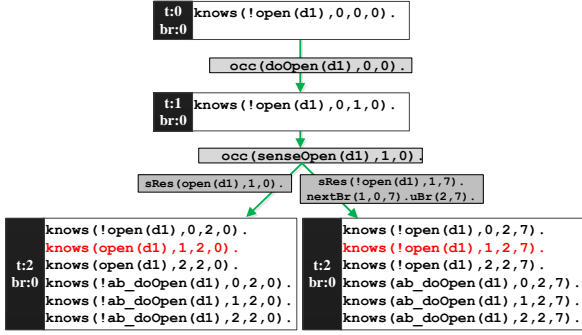 t:0
br:0
knows(!open(d1),0,0,0).
occ(doOpen(d1),0,0).
t:1
br:0
knows(!open(d1),0,1,0).
occ(senseOpen(d1),1,0).
sRes(open(d1),1,0).
sRes(!open(d1),1,7).
nextBr(1,0,7).uBr(2,7).
t:2
br:0
knows(!open(d1),0,2,0).
knows(open(d1),1,2,0).
knows(open(d1),2,2,0).
knows(!ab_doOpen(d1),0,2,0).
knows(!ab_doOpen(d1),1,2,0).
knows(!ab_doOpen(d1),2,2,0).
t:2
br:0
knows(!open(d1),0,2,7).
knows(!open(d1),1,2,7).
knows(!open(d1),2,2,7).
knows(ab_doOpen(d1),0,2,7).
knows(ab_doOpen(d1),1,2,7).
knows(ab_doOpen(d1),2,2,7).